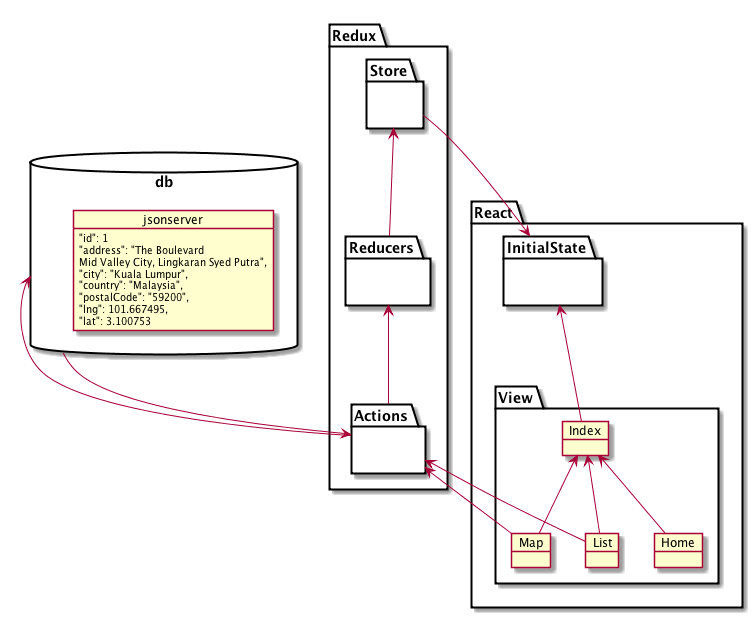 Redux
Store
Reducers
Actions
db
jsonserver
"id": 1
"address": "The Boulevard
Mid Valley City, Lingkaran Syed Putra",
"city": "Kuala Lumpur",
"country": "Malaysia",
"postalCode": "59200",
"lng": 101.667495,
"lat": 3.100753
React
InitialState
View
Index
Map
List
Home